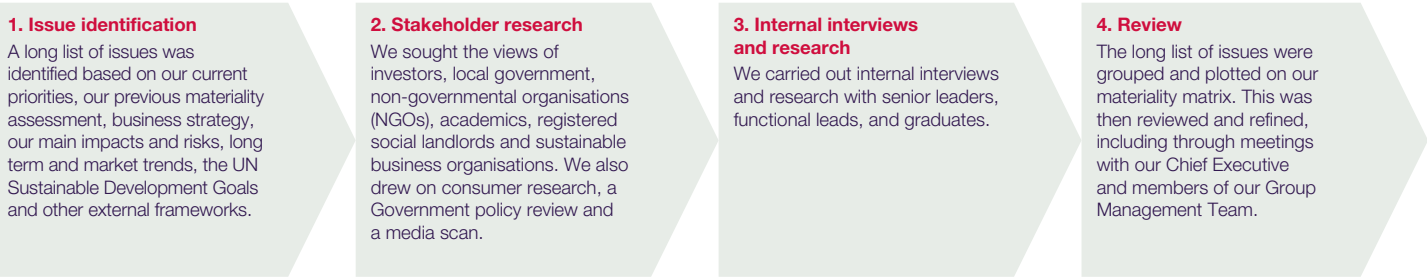 1. Issue identification
A long list of issues was
identified based on our current
priorities, our previous materiality
assessment, business strategy,
our main impacts and risks, long
term and market trends, the UN
Sustainable Development Goals
and other external frameworks.
2. Stakeholder research
We sought the views of
investors, local government,
non-governmental organisations
(NGOs), academics, registered
social landlords and sustainable
business organisations. We also
drew on consumer research, a
Government policy review and
a media scan.
3. Internal interviews
and research
We carried out internal interviews
and research with senior leaders,
functional leads, and graduates.
4. Review
The long list of issues were
grouped and plotted on our
materiality matrix. This was
then reviewed and refined,
including through meetings
with our Chief Executive
and members of our Group
Management Team.